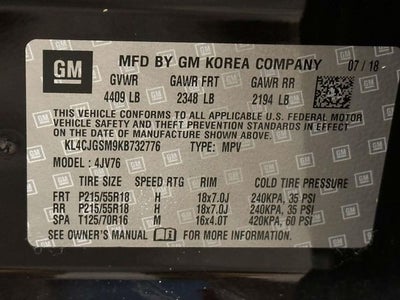 GM
MFD BY GM KOREA COMPANY 07 / 18
GVWR GAWR FRT GAWR RR
4409 LB 2348 LB 2194 LB
THIS VEHICLE CONFORMS TO ALL APPLICABLE U.S. FEDERAL MOTOR
VEHICLE SAFETY AND THEFT PREVENTION STANDARDS IN EFFECT ON
THE DATE OF MANUFACTURE SHOWN ABOVE.
KL4CJGSM9KB732776 TYPE: MPV
MODEL: 4JV76
TIRE SIZE SPEED RTG RIM COLD TIRE PRESSURE
FRT P215/55R18 H 18x7.0J 240KPA, 35 PSI
RR P215/55R18 H 18x7.0J 240KPA, 35 PSI
SPA T125/70R16 M 16x4.0T 420KPA, 60 PSI
SEE OWNER'S MANUAL FOR MORE INFORMATION.